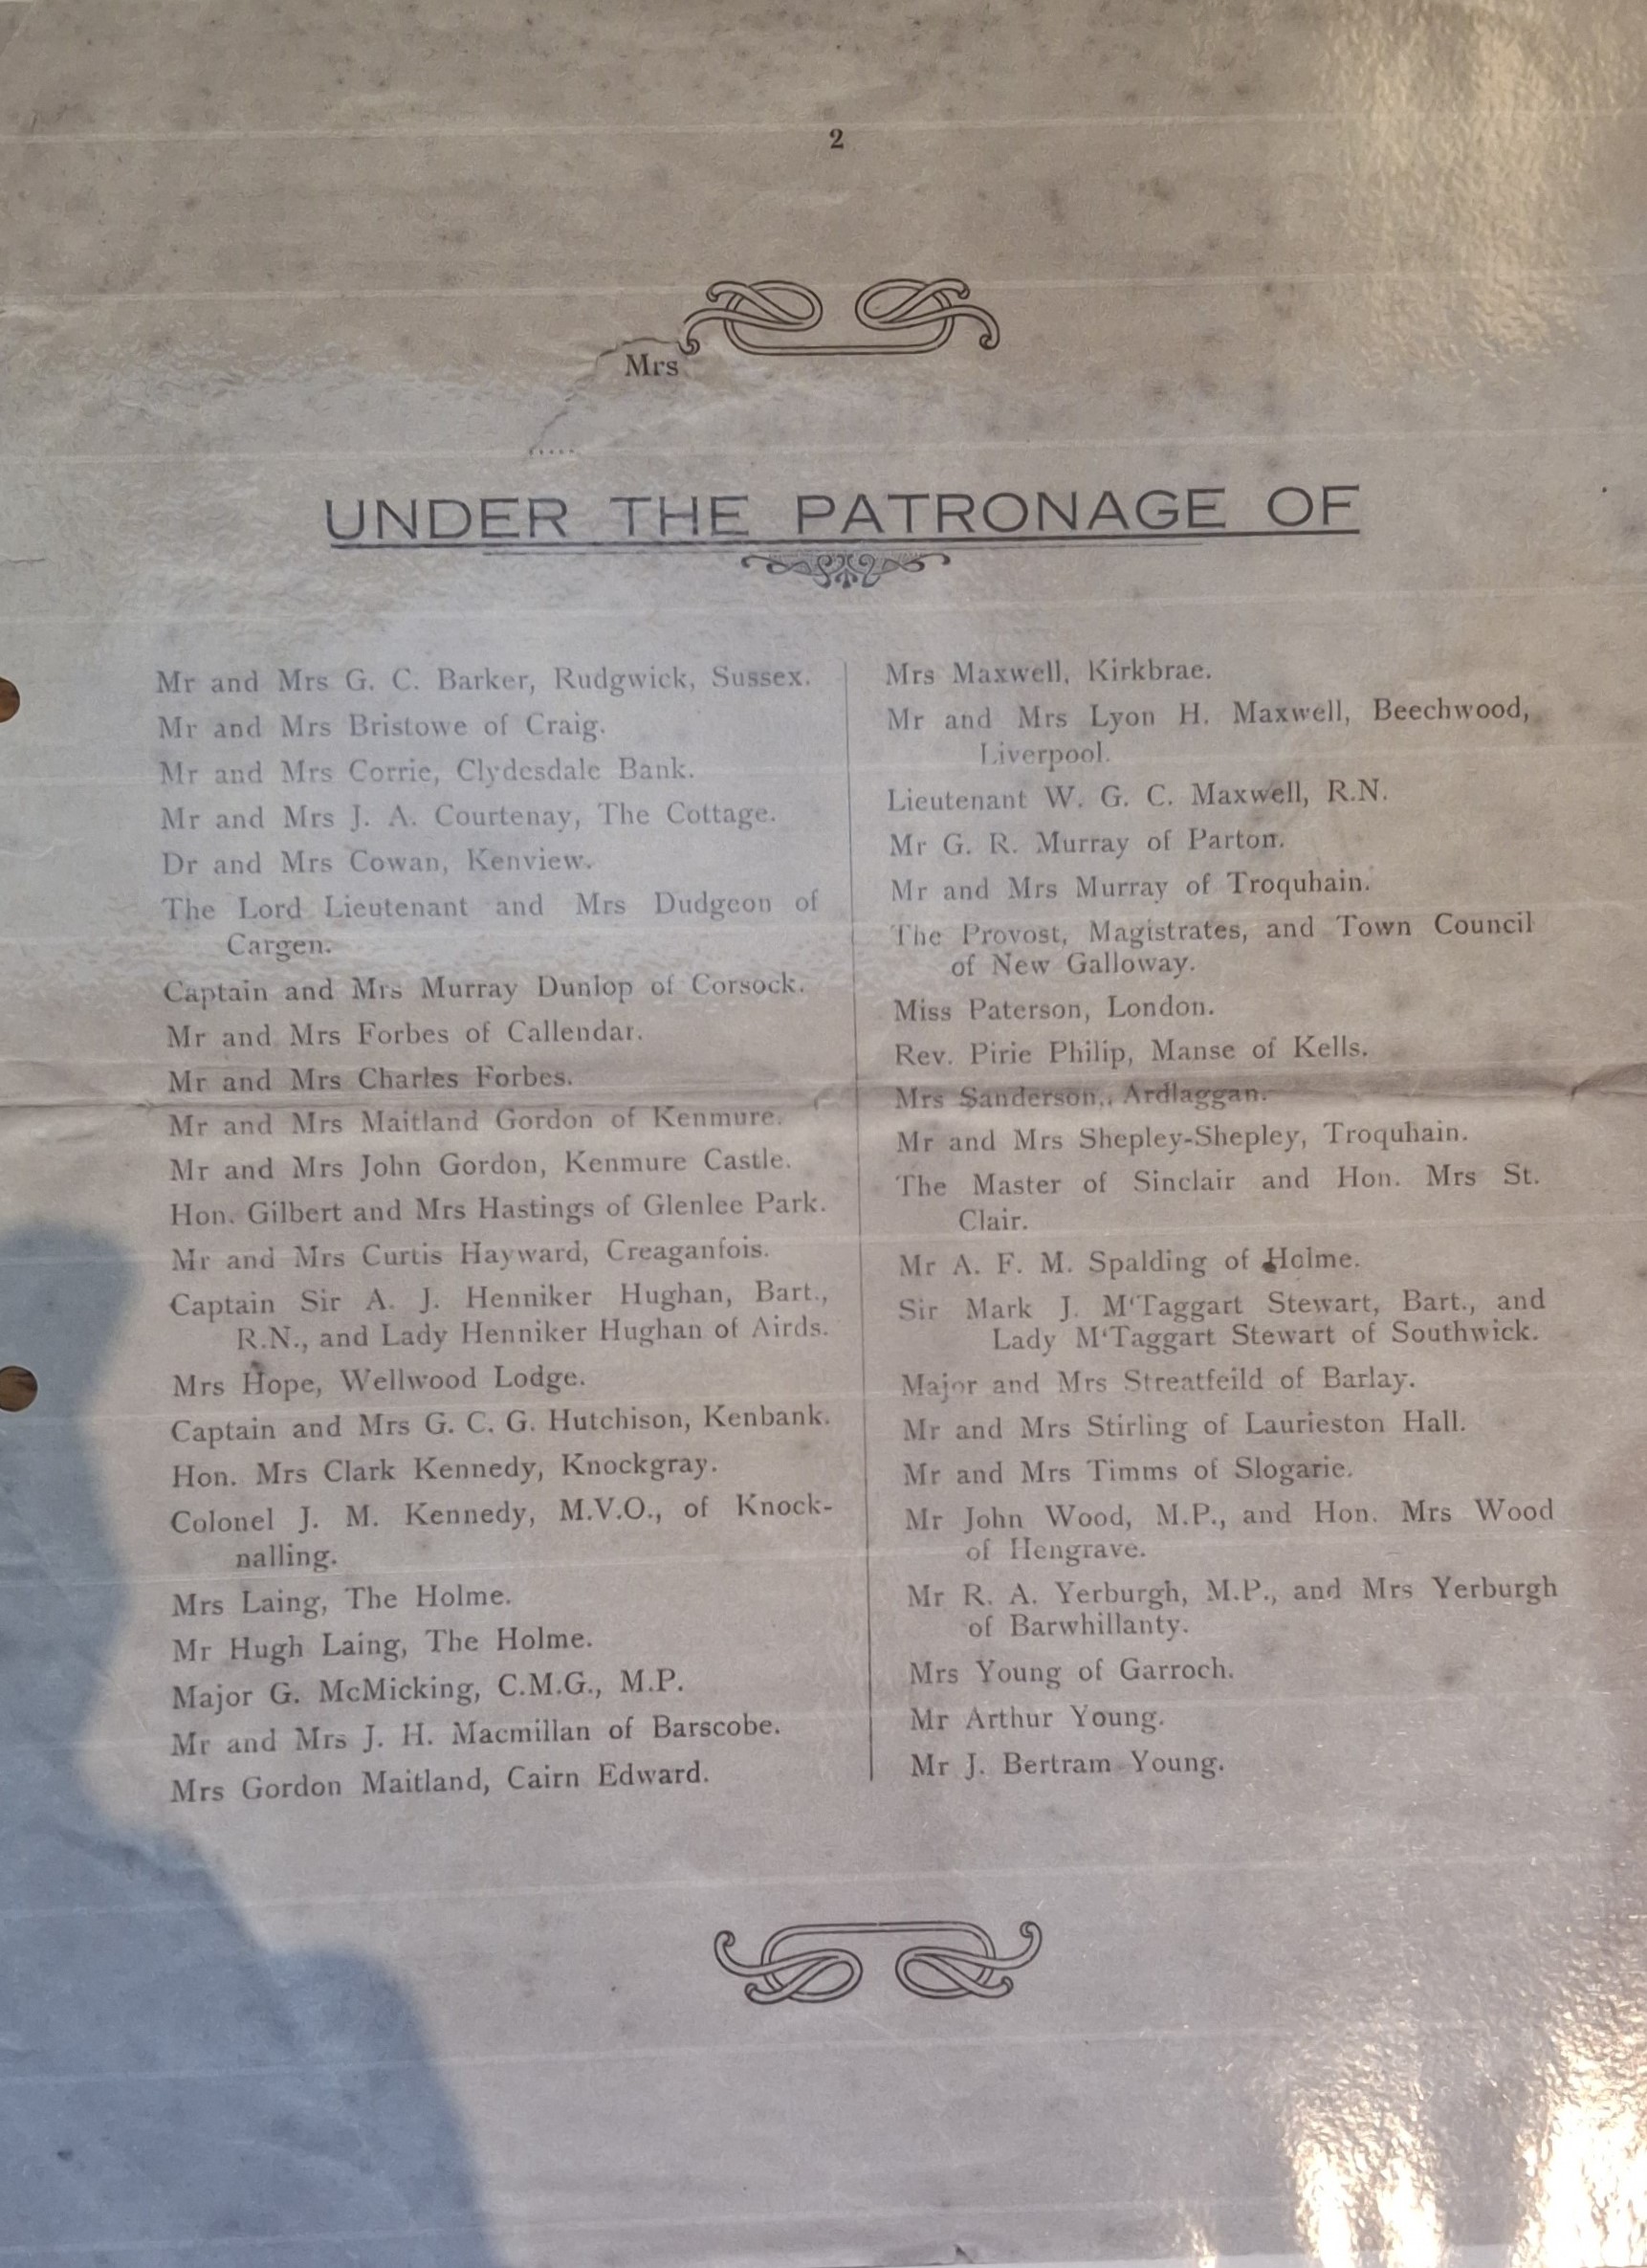 2
Mrs
.....
UNDER THE PATRONAGE OF
Mr and Mrs G. C. Barker, Rudgwick, Sussex.
Mr and Mrs Bristowe of Craig.
Mr and Mrs Corrie, Clydesdale Bank.
Mr and Mrs J. A. Courtenay, The Cottage.
Dr and Mrs Cowan, Kenview.
The Lord Lieutenant and Mrs Dudgeon of
Cargen.
Captain and Mrs Murray Dunlop of Corsock.
Mr and Mrs Forbes of Callendar.
Mr and Mrs Charles Forbes.
Mr and Mrs Maitland Gordon of Kenmure.
Mr and Mrs John Gordon, Kenmure Castle.
Hon. Gilbert and Mrs Hastings of Glenlee Park.
Mr and Mrs Curtis Hayward, Creaganfois.
Captain Sir A. J. Henniker Hughan, Bart.,
R.N., and Lady Henniker Hughan of Airds.
Mrs Hope, Wellwood Lodge.
Captain and Mrs G. C. G. Hutchison, Kenbank.
Hon. Mrs Clark Kennedy, Knockgray.
Colonel J. M. Kennedy, M.V.O., of Knock-
nalling.
Mrs Laing, The Holme.
Mr Hugh Laing, The Holme.
Major G. McMicking, C.M.G., M.P.
Mr and Mrs J. H. Macmillan of Barscobe.
Mrs Gordon Maitland, Cairn Edward.
Mrs Maxwell, Kirkbrae.
Mr and Mrs Lyon H. Maxwell, Beechwood,
Liverpool.
Lieutenant W. G. C. Maxwell, R.N.
Mr G. R. Murray of Parton.
Mr and Mrs Murray of Troquhain.
The Provost, Magistrates, and Town Council
of New Galloway.
Miss Paterson, London.
Rev. Pirie Philip, Manse of Kells.
Mrs Sanderson,, Ardlaggan.
Mr and Mrs Shepley-Shepley, Troquhain.
The Master of Sinclair and Hon. Mrs St.
Clair.
Mr A. F. M. Spalding of Holme.
Sir Mark J. M‘Taggart Stewart, Bart., and
Lady M‘Taggart Stewart of Southwick.
Major and Mrs Streatfeild of Barlay.
Mr and Mrs Stirling of Laurieston Hall.
Mr and Mrs Timms of Slogarie.
Mr John Wood, M.P., and Hon. Mrs Wood
of Hengrave.
Mr R. A. Yerburgh, M.P., and Mrs Yerburgh
of Barwhillanty.
Mrs Young of Garroch.
Mr Arthur Young.
Mr J. Bertram Young.